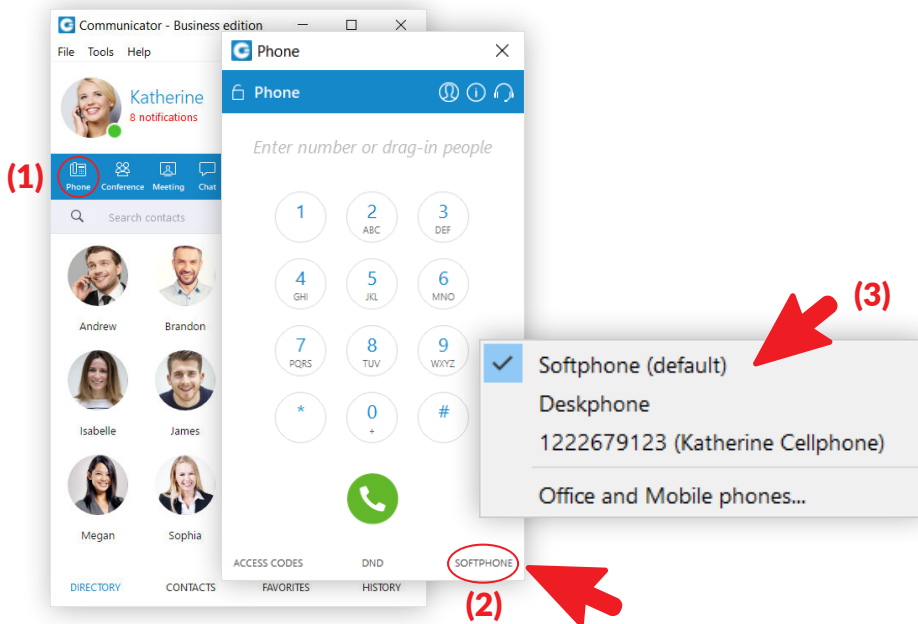 Communicator - Business edition
File Tools Help
Katherine
8 notifications
(1)
Phone Conference Meeting Chat
Search contacts
Andrew Brandon
Isabelle James
Megan Sophia
DIRECTORY CONTACTS FAVORITES HISTORY
Phone
Phone
Enter number or drag-in people
1 2 3
ABC DEF
4 5 6
GHI JKL MNO
7 8 9
PQRS TUV WXYZ
* 0 #
+
ACCESS CODES DND SOFTPHONE
(2)
(3)
Softphone (default)
Deskphone
1222679123 (Katherine Cellphone)
Office and Mobile phones...